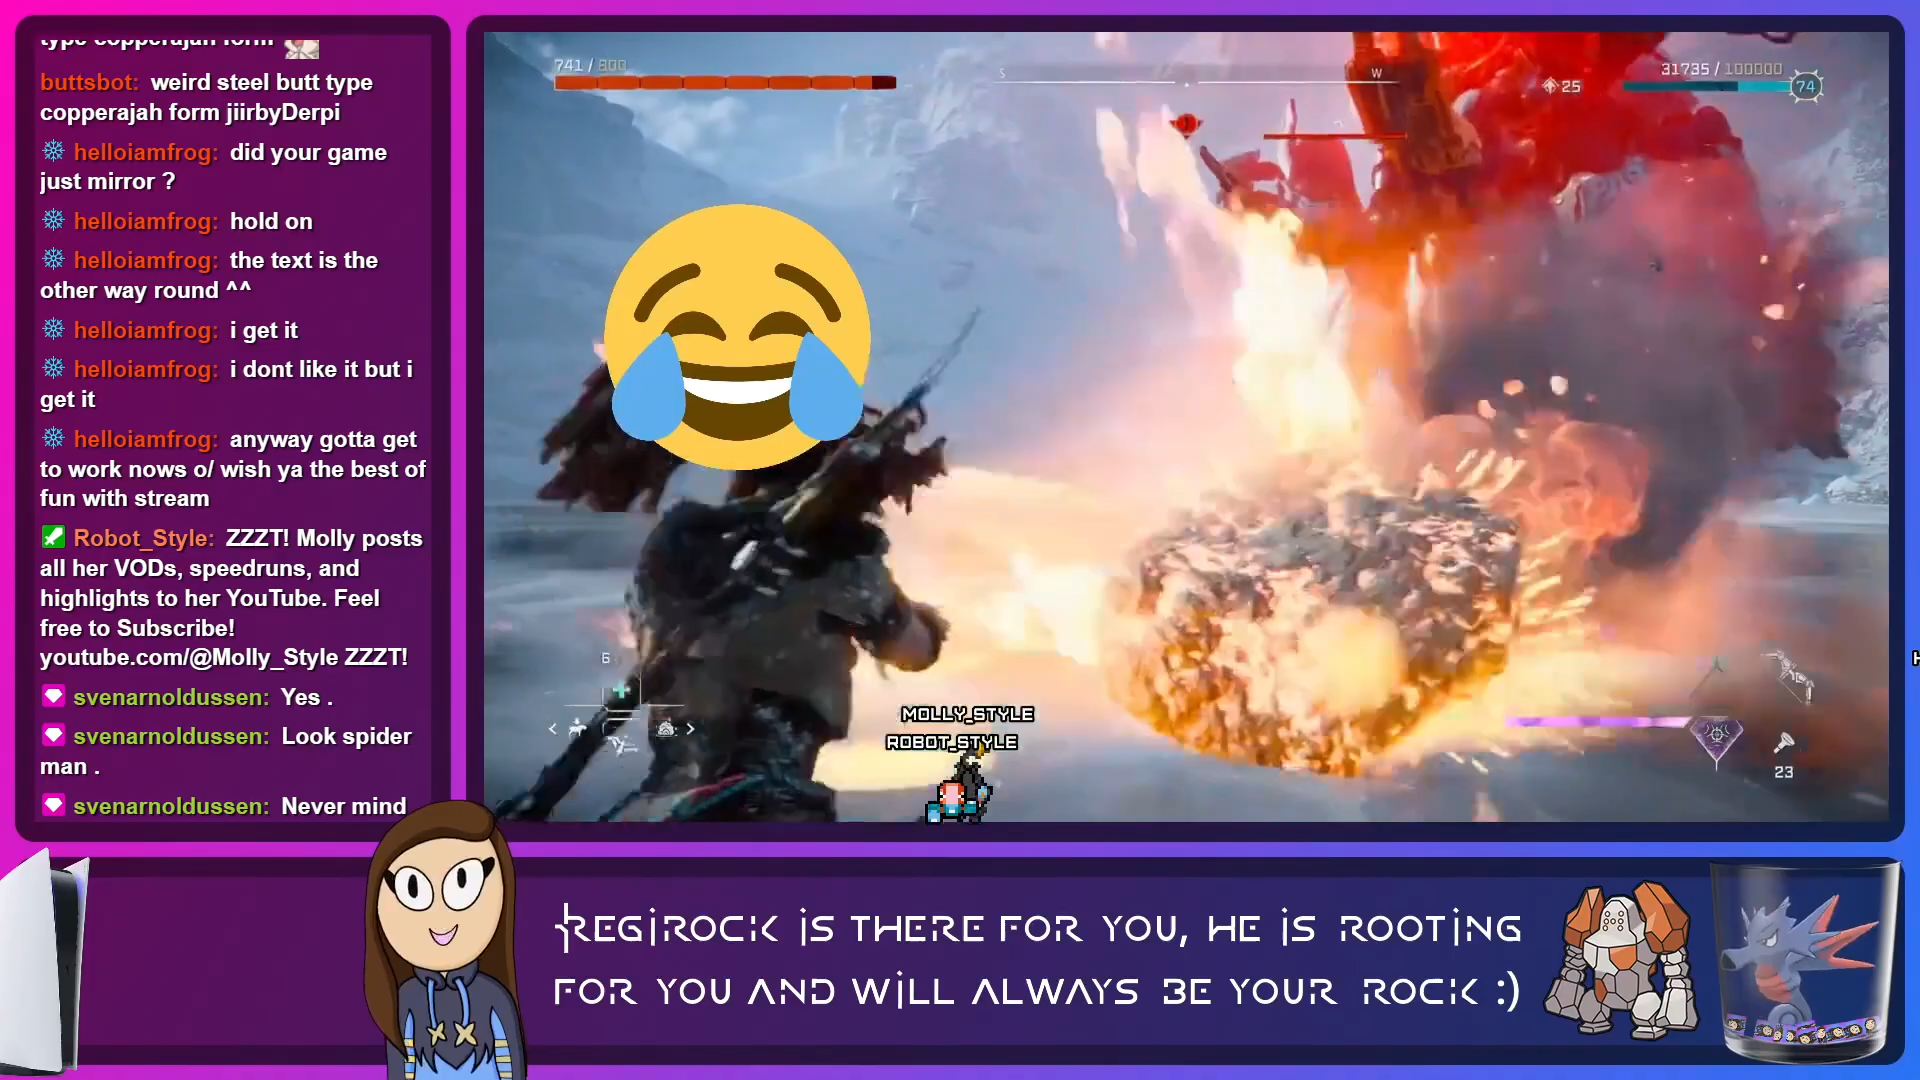 type copperajah form
buttsbot: weird steel butt type
copperajah form jiirbyDerpi
helloiamfrog: did your game
just mirror ?
helloiamfrog: hold on
helloiamfrog: the text is the
other way round ^^
helloiamfrog: i get it
helloiamfrog: i dont like it but i
get it
helloiamfrog: anyway gotta get
to work nows o/ wish ya the best of
fun with stream
Robot_Style: ZZZT! Molly posts
all her VODs, speedruns, and
highlights to her YouTube. Feel
free to Subscribe!
youtube.com/@Molly_Style ZZZT!
svenarnoldussen: Yes .
svenarnoldussen: Look spider
man .
svenarnoldussen: Never mind
741 / 800
S
W
25
31735 / 100000
74
6
23
MOLLY_STYLE
ROBOT_STYLE
H
REGIROCK IS THERE FOR YOU, HE IS ROOTING
FOR YOU AND WILL ALWAYS BE YOUR ROCK :)